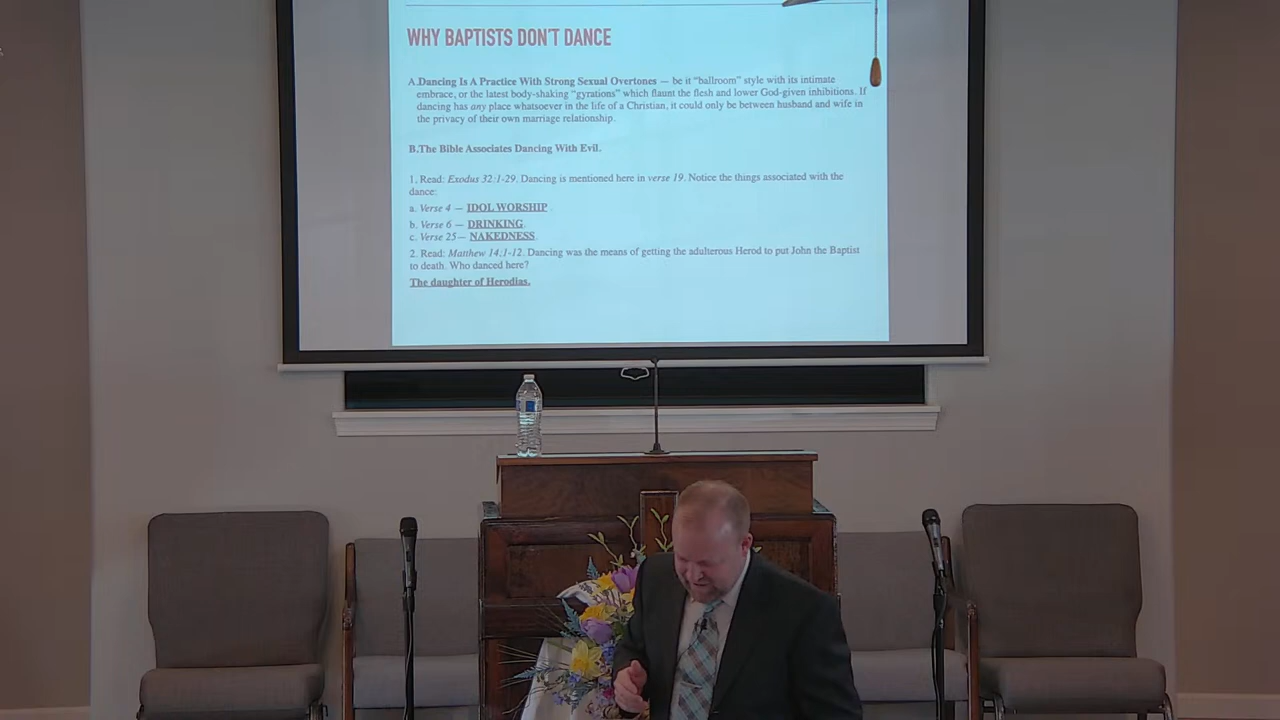 WHY BAPTISTS DON'T DANCE
A.Dancing Is A Practice With Strong Sexual Overtones — be it "ballroom" style with its intimate
embrace, or the latest body-shaking "gyrations" which flaunt the flesh and lower God-given inhibitions. If
dancing has any place whatsoever in the life of a Christian, it could only be between husband and wife in
the privacy of their own marriage relationship.
B.The Bible Associates Dancing With Evil.
1. Read: Exodus 32:1-29. Dancing is mentioned here in verse 19. Notice the things associated with the
dance:
a. Verse 4 — IDOL WORSHIP.
b. Verse 6 — DRINKING.
c. Verse 25 — NAKEDNESS.
2. Read: Matthew 14:1-12. Dancing was the means of getting the adulterous Herod to put John the Baptist
to death. Who danced here?
The daughter of Herodias.